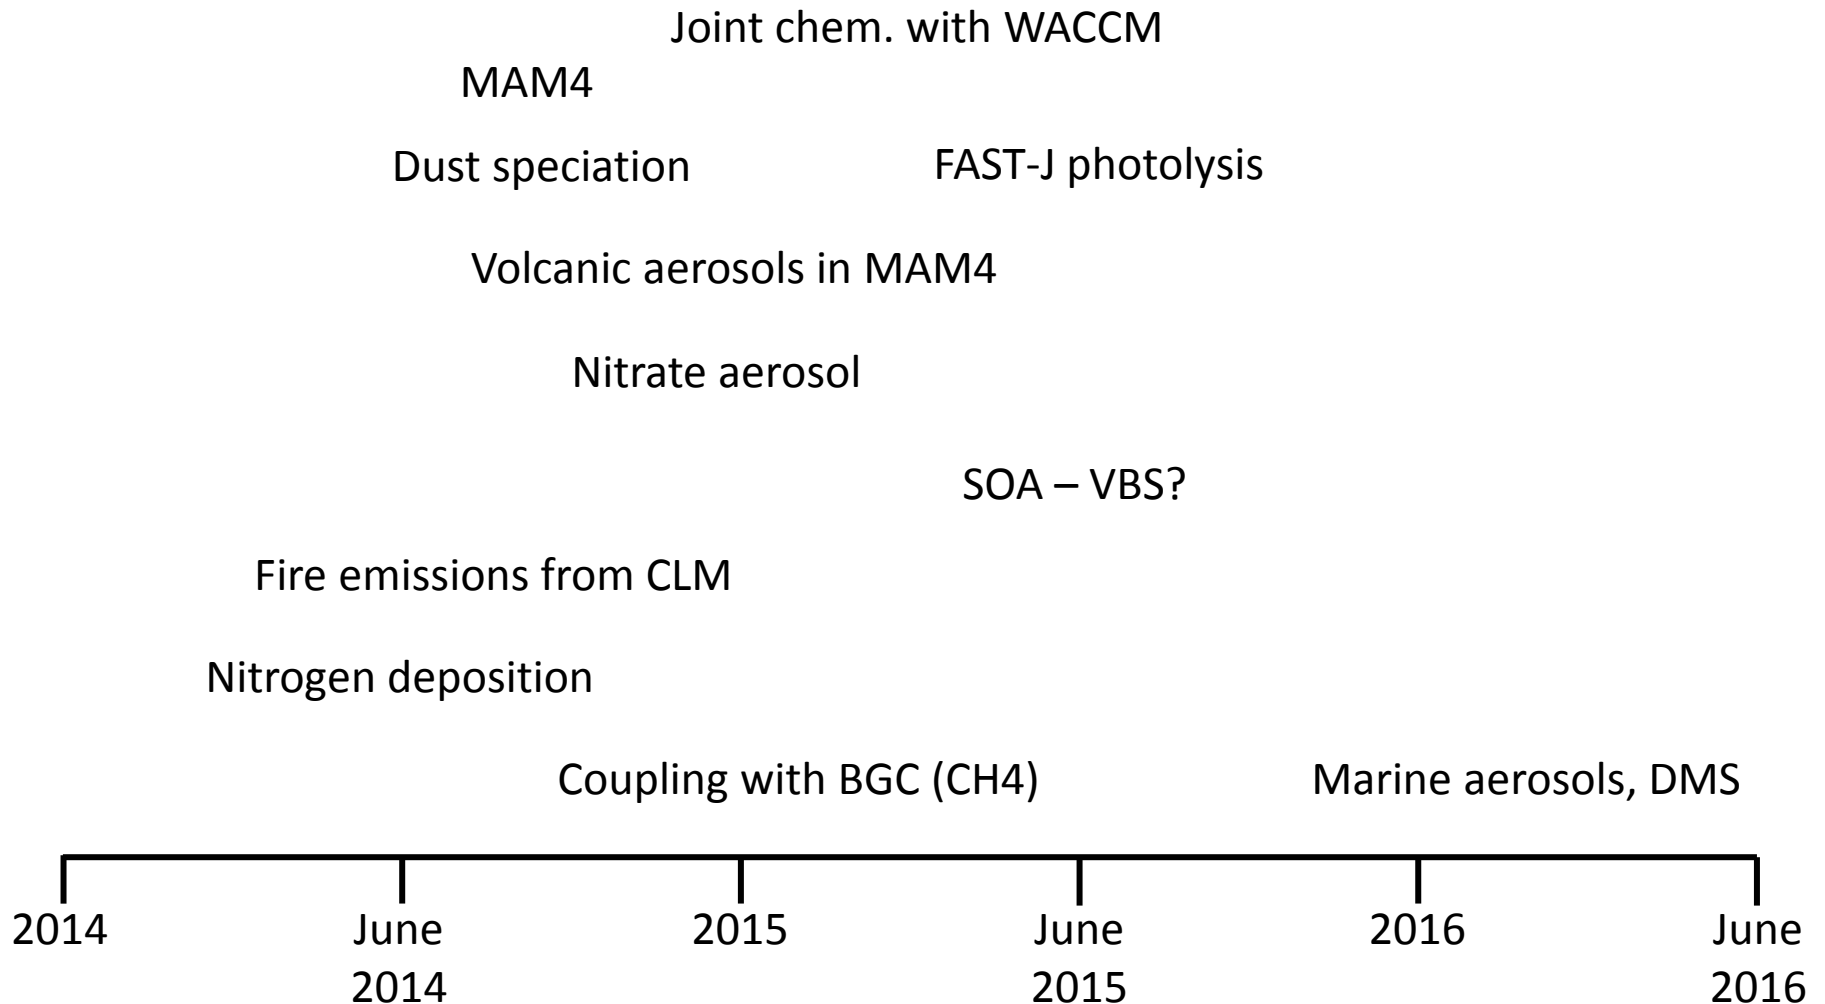 Joint chem. with WACCM
MAM4
Dust speciation
FAST-J photolysis
Volcanic aerosols in MAM4
Nitrate aerosol
SOA – VBS?
Fire emissions from CLM
Nitrogen deposition
Coupling with BGC (CH4)
Marine aerosols, DMS
2014
June
2014
2015
June
2015
2016
June
2016